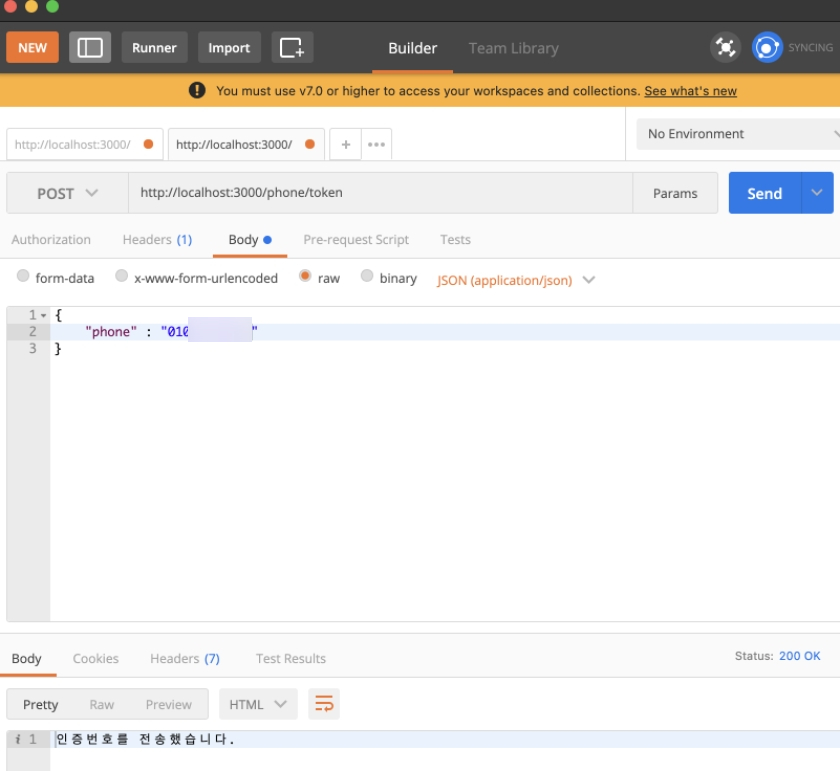 NEW Runner Import Builder Team Library SYNCING
! You must use v7.0 or higher to access your workspaces and collections. See what's new
http://localhost:3000/ http://localhost:3000/ + ••• No Environment
POST http://localhost:3000/phone/token Params Send
Authorization Headers (1) Body Pre-request Script Tests
form-data x-www-form-urlencoded raw binary JSON (application/json)
1 {
2 "phone" : "010 "
3 }
Body Cookies Headers (7) Test Results Status: 200 OK
Pretty Raw Preview HTML
i 1 인증번호를 전송했습니다.